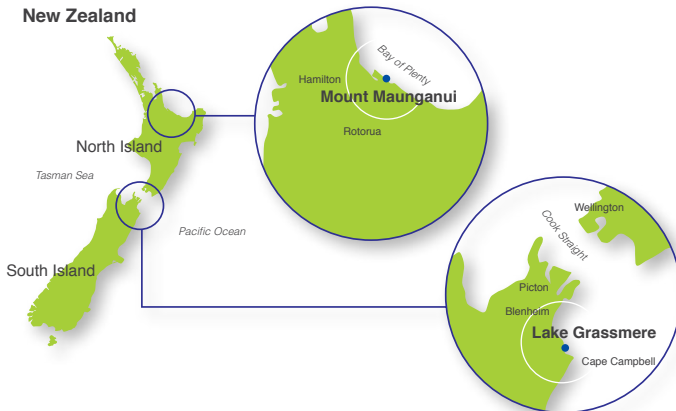 New Zealand
North Island
Tasman Sea
Pacific Ocean
South Island
Bay of Plenty
Hamilton
Mount Maunganui
Rotorua
Wellington
Cook Straight
Picton
Blenheim
Lake Grassmere
Cape Campbell